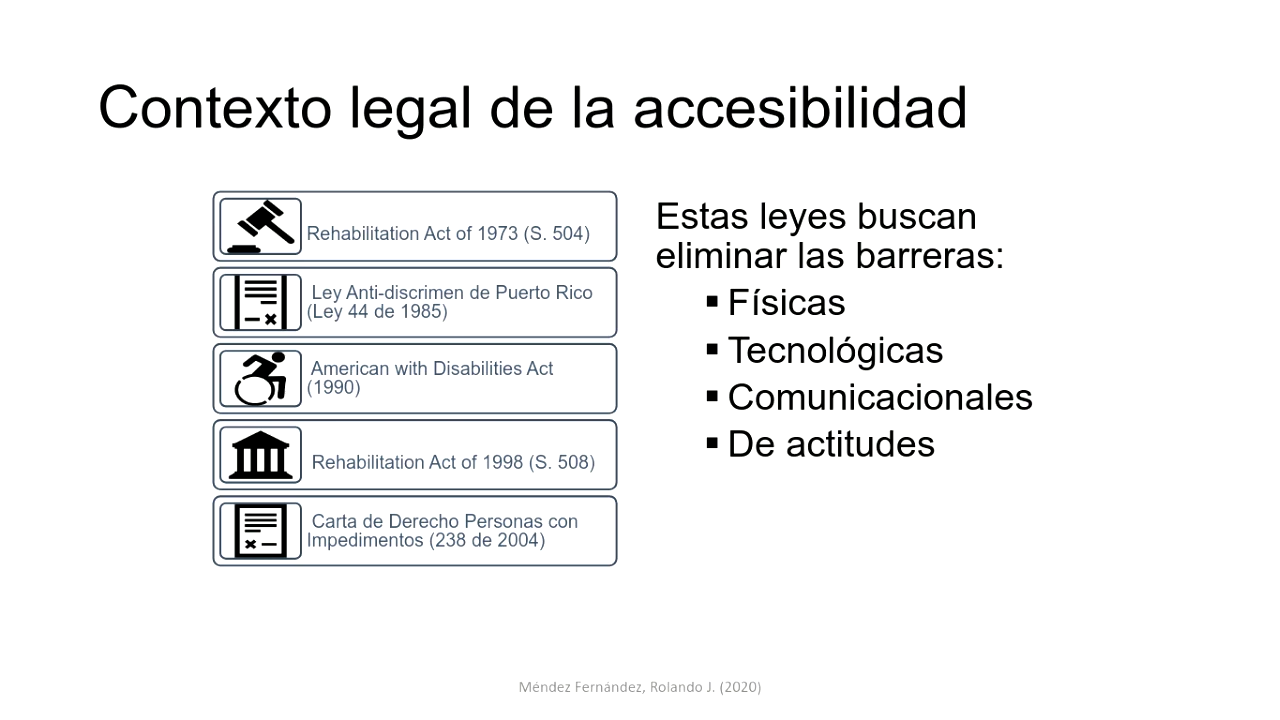 Contexto legal de la accesibilidad
Rehabilitation Act of 1973 (S. 504)
Ley Anti-discrimen de Puerto Rico
(Ley 44 de 1985)
American with Disabilities Act
(1990)
Rehabilitation Act of 1998 (S. 508)
Carta de Derecho Personas con
Impedimentos (238 de 2004)
Estas leyes buscan
eliminar las barreras:
▪ Físicas
▪ Tecnológicas
▪ Comunicacionales
▪ De actitudes
Méndez Fernández, Rolando J. (2020)